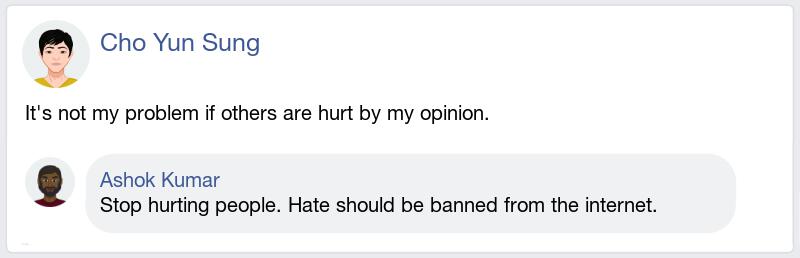 Cho Yun Sung
It's not my problem if others are hurt by my opinion.
Ashok Kumar
Stop hurting people. Hate should be banned from the internet.